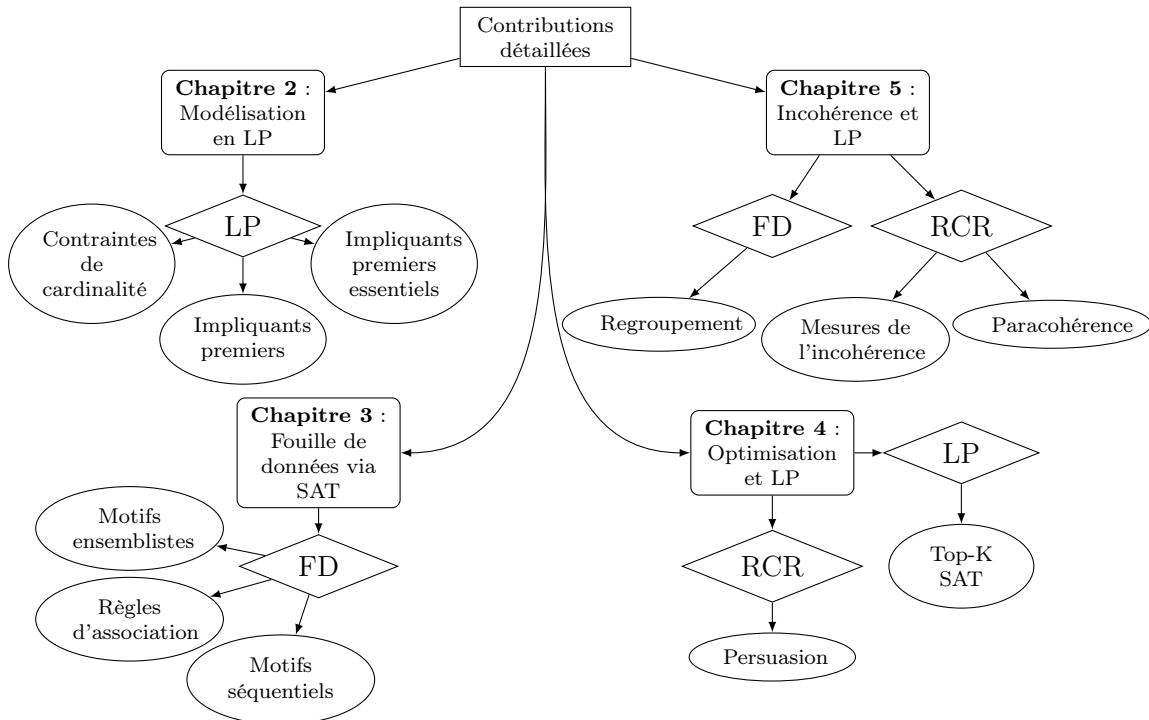 Contributions
détaillées
Chapitre 2 :
Modélisation
en LP
LP
Contraintes
de
cardinalité
Impliquants
premiers
essentiels
Impliquants
premiers
Chapitre 5 :
Incohérence et
LP
FD
RCR
Regroupement
Mesures de
l'incohérence
Paracohérence
Chapitre 3 :
Fouille de
données via
SAT
FD
Motifs
ensemblistes
Règles
d'association
Motifs
séquentiels
Chapitre 4 :
Optimisation
et LP
LP
RCR
Top-K
SAT
Persuasion